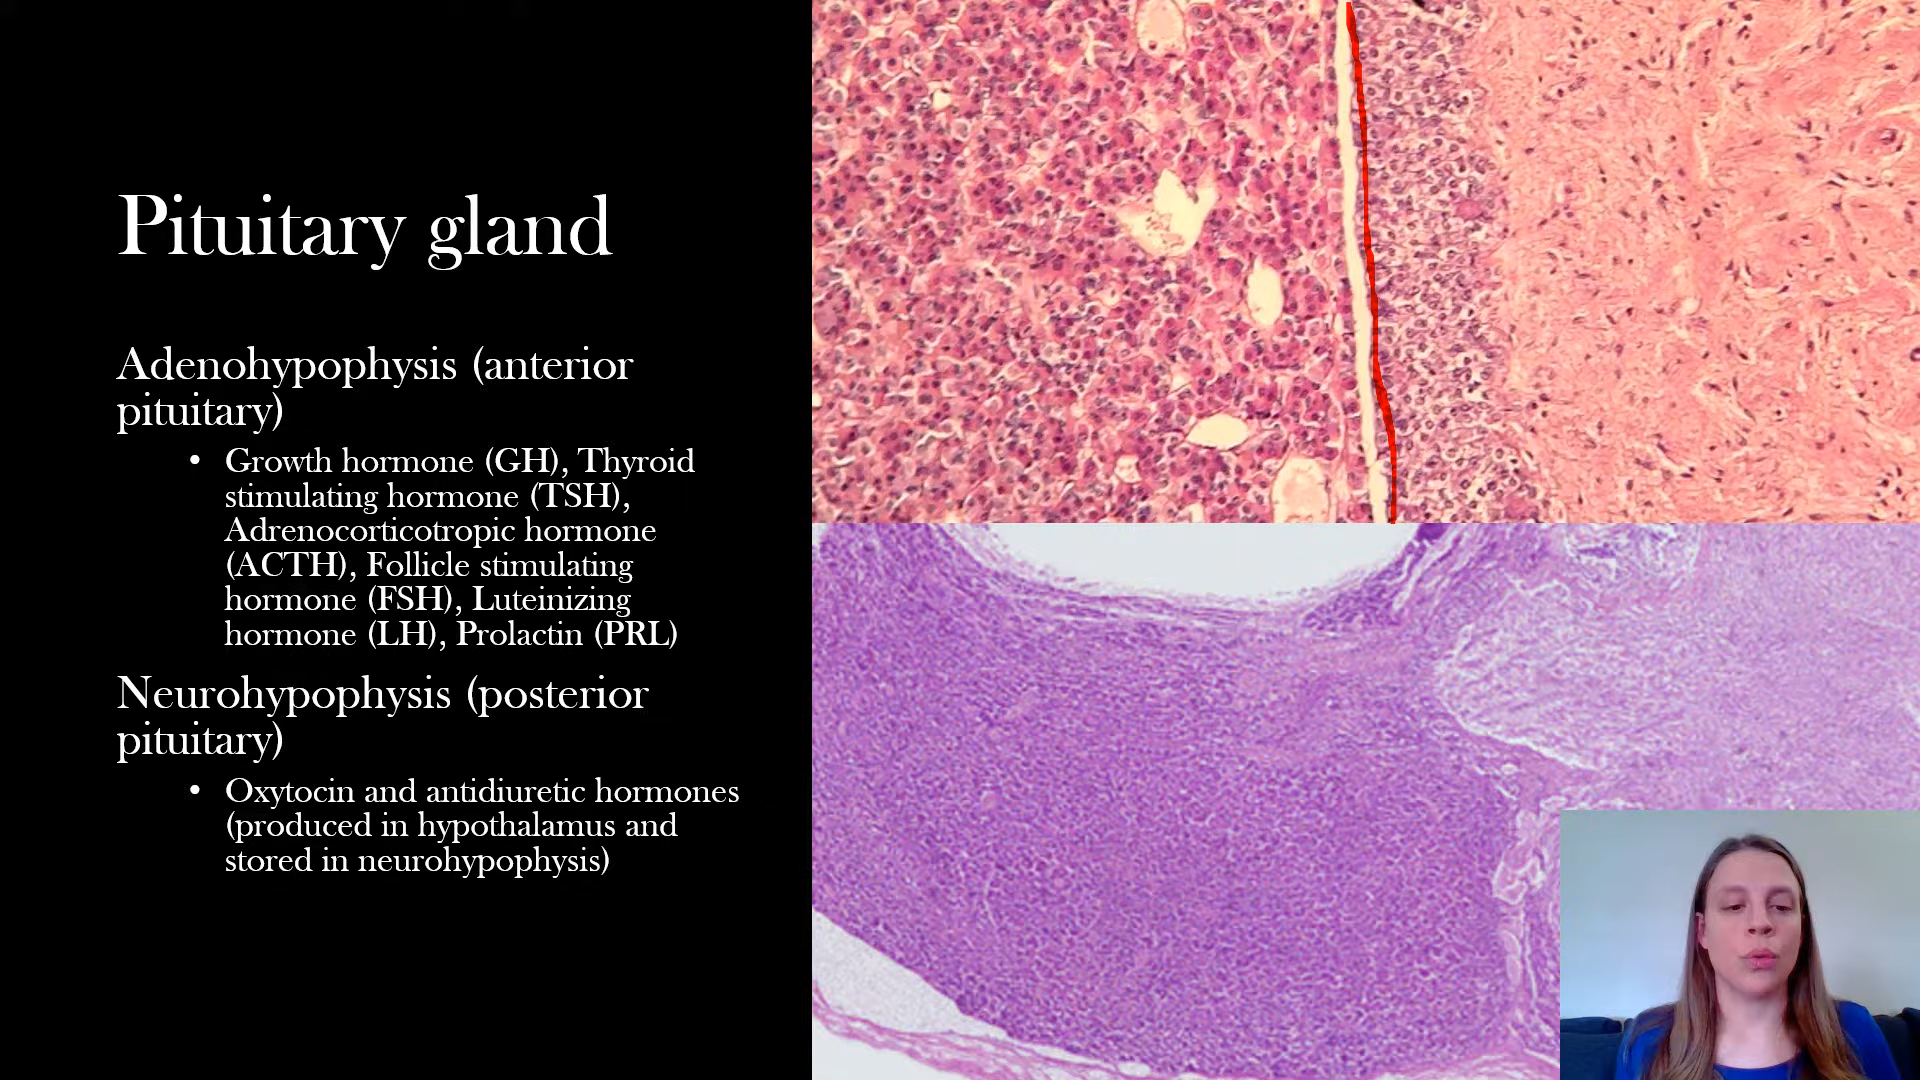 Pituitary gland
Adenohypophysis (anterior
pituitary)
• Growth hormone (GH), Thyroid
stimulating hormone (TSH),
Adrenocorticotropic hormone
(ACTH), Follicle stimulating
hormone (FSH), Luteinizing
hormone (LH), Prolactin (PRL)
Neurohypophysis (posterior
pituitary)
• Oxytocin and antidiuretic hormones
(produced in hypothalamus and
stored in neurohypophysis)